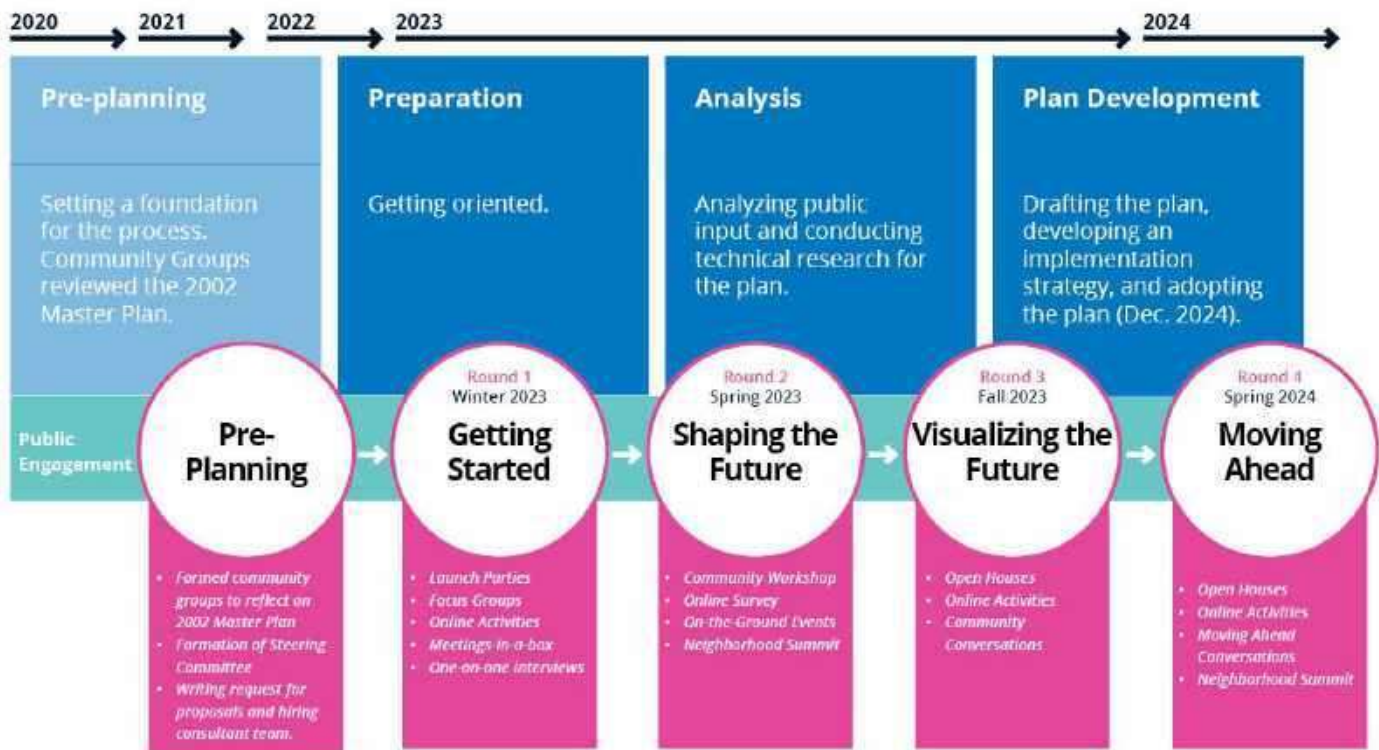 2020
2021
2022
2023
2024
Pre-planning
Setting a foundation
for the process.
Community Groups
reviewed the 2002
Master Plan.
Preparation
Getting oriented.
Analysis
Analyzing public
input and conducting
technical research for
the plan.
Plan Development
Drafting the plan,
developing an
implementation
strategy, and adopting
the plan (Dec. 2024).
Public
Engagement
Pre-
Planning
Round 1
Winter 2023
Getting
Started
Round 2
Spring 2023
Shaping the
Future
Round 3
Fall 2023
Visualizing the
Future
Round 4
Spring 2024
Moving
Ahead
• Formed community
groups to reflect on
2002 Master Plan
• Formation of Steering
Committee
• Writing request for
proposals and hiring
consultant team.
• Launch Parties
• Focus Groups
• Online Activities
• Meetings-in-a-box
• One-on-one interviews
• Community Workshop
• Online Survey
• On-the-Ground Events
• Neighborhood Summit
• Open Houses
• Online Activities
• Community
Conversations
• Open Houses
• Online Activities
• Moving Ahead
Conversations
• Neighborhood Summit